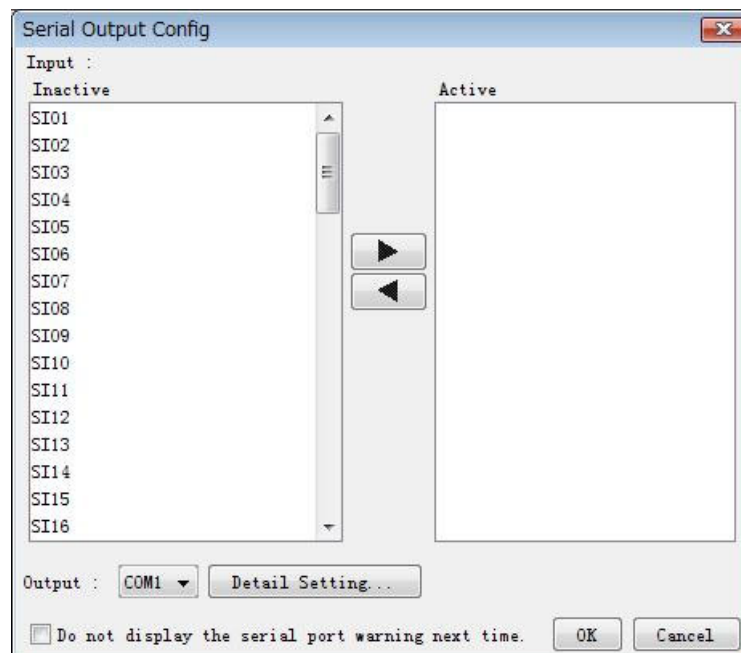 Serial Output Config
Input :
Inactive
Active
SI01
SI02
SI03
SI04
SI05
SI06
SI07
SI08
SI09
SI10
SI11
SI12
SI13
SI14
SI15
SI16
Output : COM1 Detail Setting...
Do not display the serial port warning next time. OK Cancel